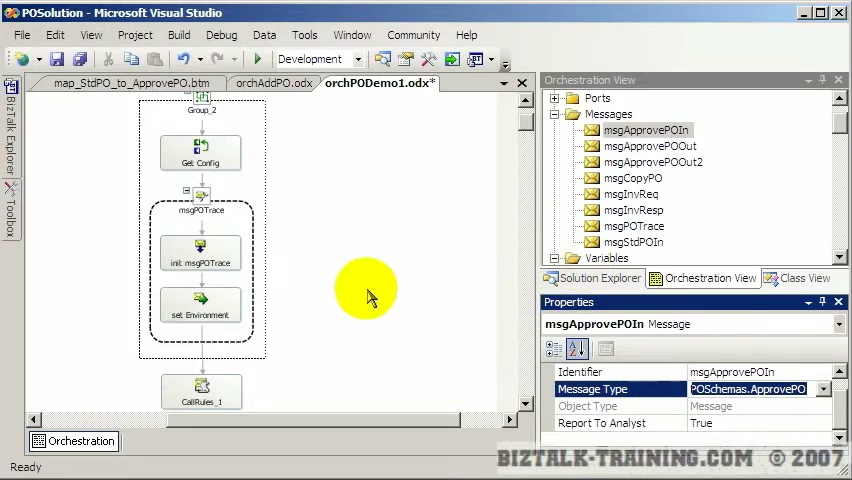 POSolution - Microsoft Visual Studio
File Edit View Project Build Debug Data Tools Window Community Help
Development
map_StdPO_to_ApprovePO.btm orchAddPO.odx orchPODemo1.odx*
BizTalk Explorer
Toolbox
Group_2
Get Config
msgPOTrace
init msgPOTrace
set Environment
CallRules_1
Orchestration
Ready
Orchestration View
Ports
Messages
msgApprovePOIn
msgApprovePOOut
msgApprovePOOut2
msgCopyPO
msgInvReq
msgInvResp
msgPOTrace
msgStdPOIn
Variables
Solution Explorer Orchestration View Class View
Properties
msgApprovePOIn Message
Identifier msgApprovePOIn
Message Type POSchemas.ApprovePO
Object Type Message
Report To Analyst True
BIZTALK-TRAINING.COM © 2007